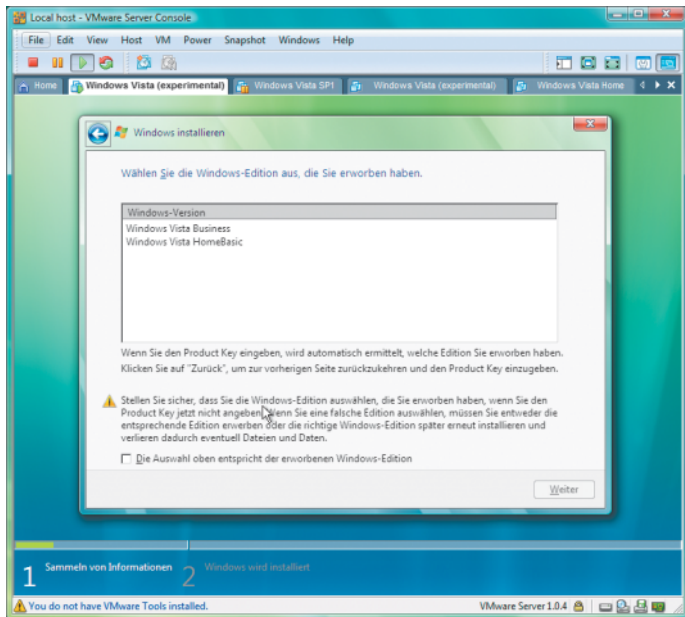 Local host - VMware Server Console
File Edit View Host VM Power Snapshot Windows Help
Home Windows Vista (experimental) Windows Vista SP1 Windows Vista (experimental) Windows Vista Home
Windows installieren
Wählen Sie die Windows-Edition aus, die Sie erworben haben.
Windows-Version
Windows Vista Business
Windows Vista HomeBasic
Wenn Sie den Product Key eingeben, wird automatisch ermittelt, welche Edition Sie erworben haben.
Klicken Sie auf "Zurück", um zur vorherigen Seite zurückzukehren und den Product Key einzugeben.
Stellen Sie sicher, dass Sie die Windows-Edition auswählen, die Sie erworben haben, wenn Sie den
Product Key jetzt nicht angeben. Wenn Sie eine falsche Edition auswählen, müssen Sie entweder die
entsprechende Edition erwerben oder die richtige Windows-Edition später erneut installieren und
verlieren dadurch eventuell Dateien und Daten.
Die Auswahl oben entspricht der erworbenen Windows-Edition
Weiter
1 Sammeln von Informationen 2 Windows wird installiert
You do not have VMware Tools installed. VMware Server 1.0.4